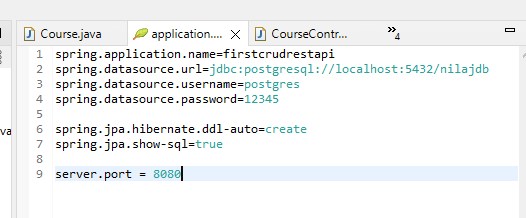 Course.java
application....
CourseContr...
»4
1 spring.application.name=firstcrudrestapi
2 spring.datasource.url=jdbc:postgresql://localhost:5432/nilajdb
3 spring.datasource.username=postgres
4 spring.datasource.password=12345
5
6 spring.jpa.hibernate.ddl-auto=create
7 spring.jpa.show-sql=true
8
9 server.port = 8080
va